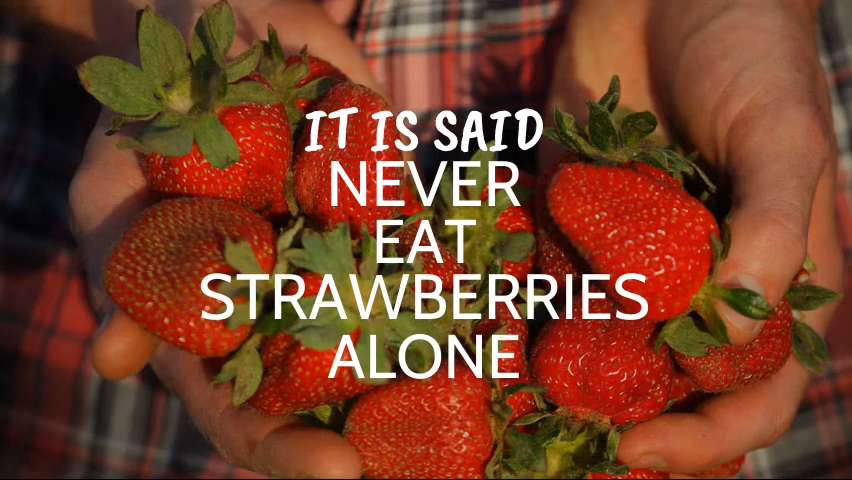 IT IS SAID
NEVER
EAT
STRAWBERRIES
ALONE